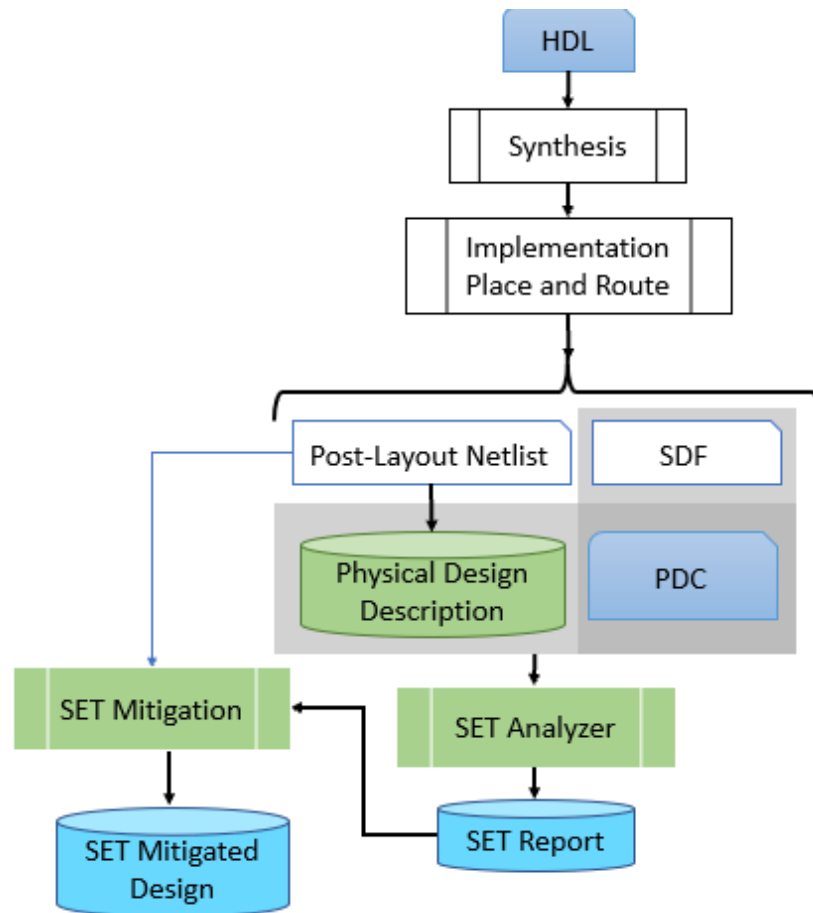 HDL
Synthesis
Implementation
Place and Route
Post-Layout Netlist
SDF
Physical Design
Description
PDC
SET Mitigation
SET Analyzer
SET Mitigated
Design
SET Report